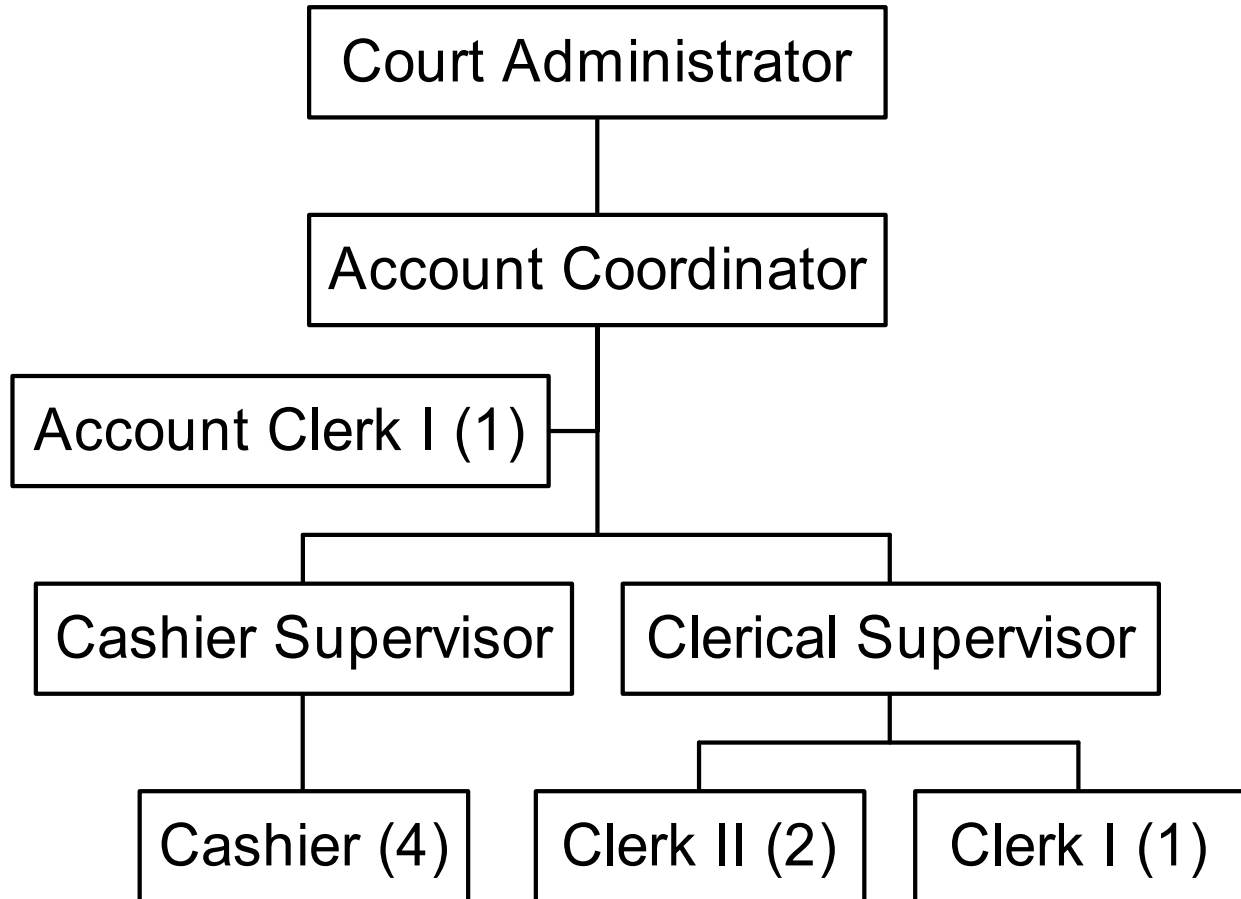 Court Administrator
Account Coordinator
Account Clerk I (1)
Cashier Supervisor
Clerical Supervisor
Cashier (4)
Clerk II (2)
Clerk I (1)